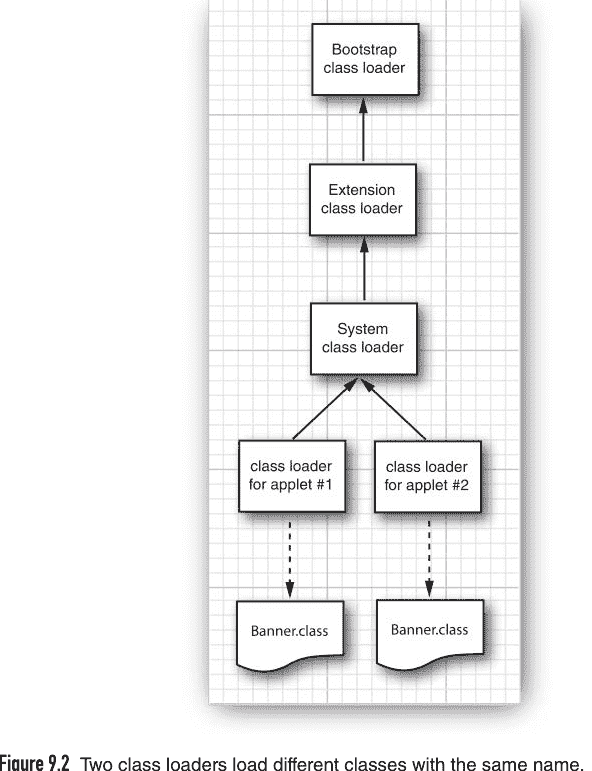 Bootstrap
class loader
Extension
class loader
System
class loader
class loader
for applet #1
class loader
for applet #2
Banner.class
Banner.class
Figure 9.2 Two class loaders load different classes with the same name.